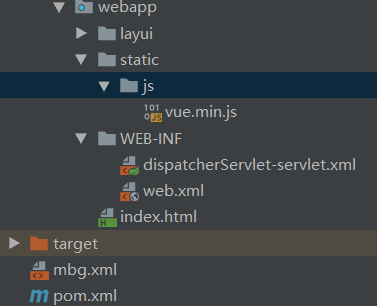 webapp
layui
static
js
vue.min.js
WEB-INF
dispatcherServlet-servlet.xml
web.xml
index.html
target
mbg.xml
pom.xml